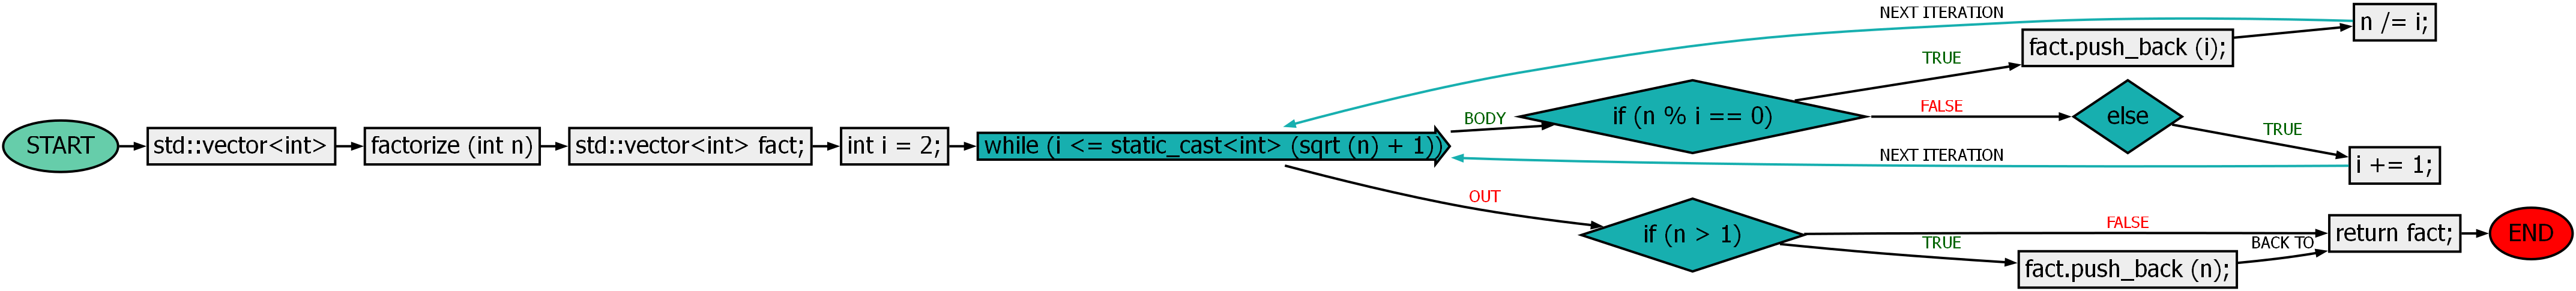 START
std::vector<int>
factorize (int n)
std::vector<int> fact;
int i = 2;
while (i <= static_cast<int> (sqrt (n) + 1))
BODY
if (n % i == 0)
TRUE
fact.push_back (i);
n /= i;
NEXT ITERATION
FALSE
else
TRUE
i += 1;
NEXT ITERATION
OUT
if (n > 1)
FALSE
TRUE
fact.push_back (n);
BACK TO
return fact;
END